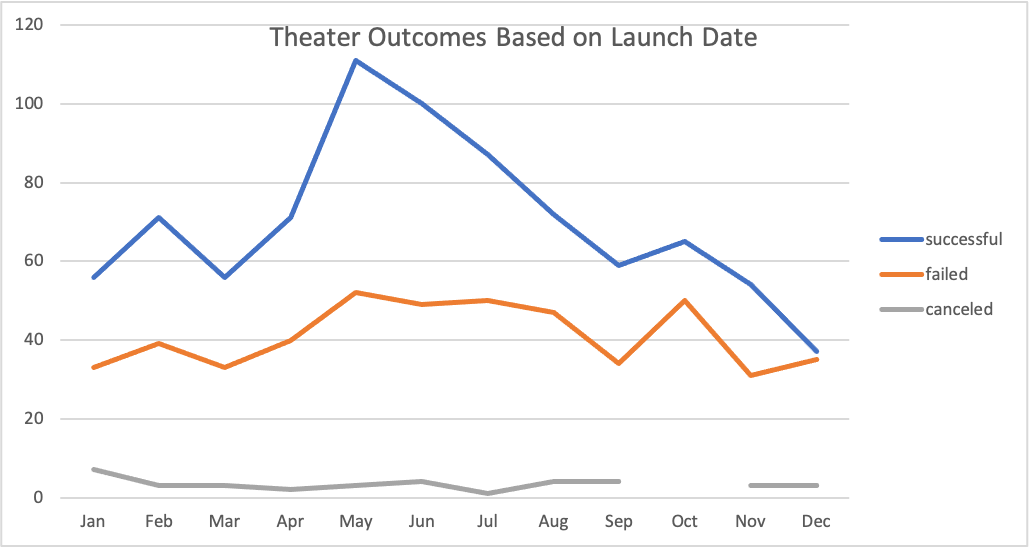 Theater Outcomes Based on Launch Date
120
100
80
60
40
20
0
Jan Feb Mar Apr May Jun Jul Aug Sep Oct Nov Dec
successful
failed
canceled